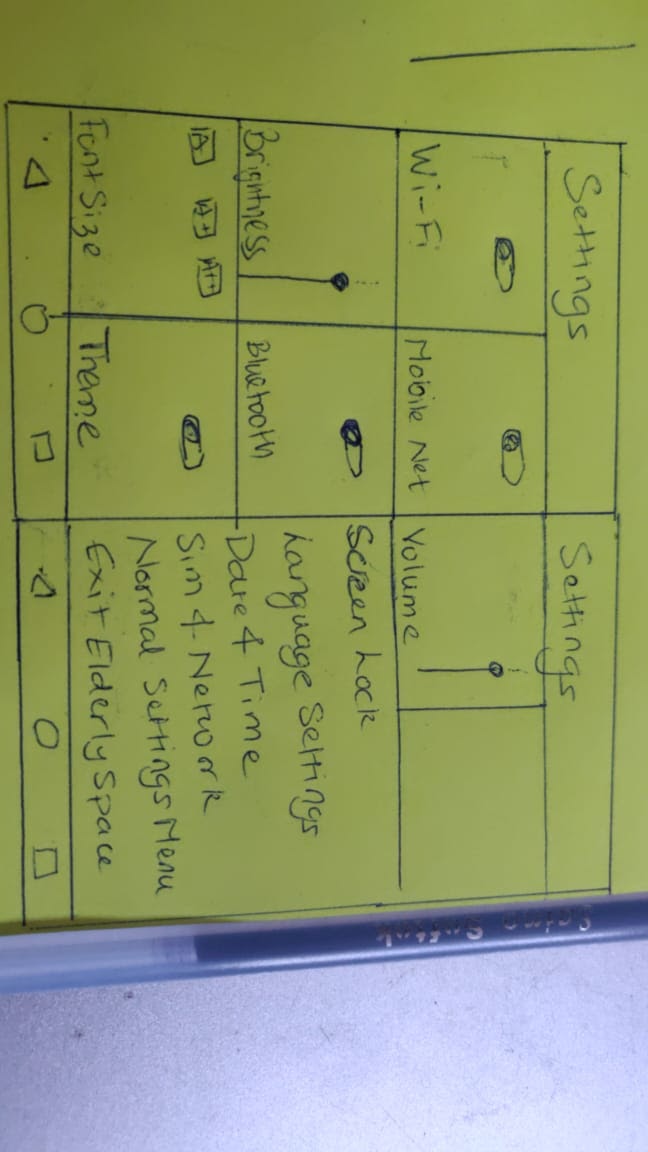 Settings
Wi-Fi
Mobile Net
Brightness
Bluetooth
A
A+
A++
Font Size
Theme
Settings
Volume
Screen Lock
Language Settings
Date & Time
Sim & Network
Normal Settings Menu
Exit Elderly Space